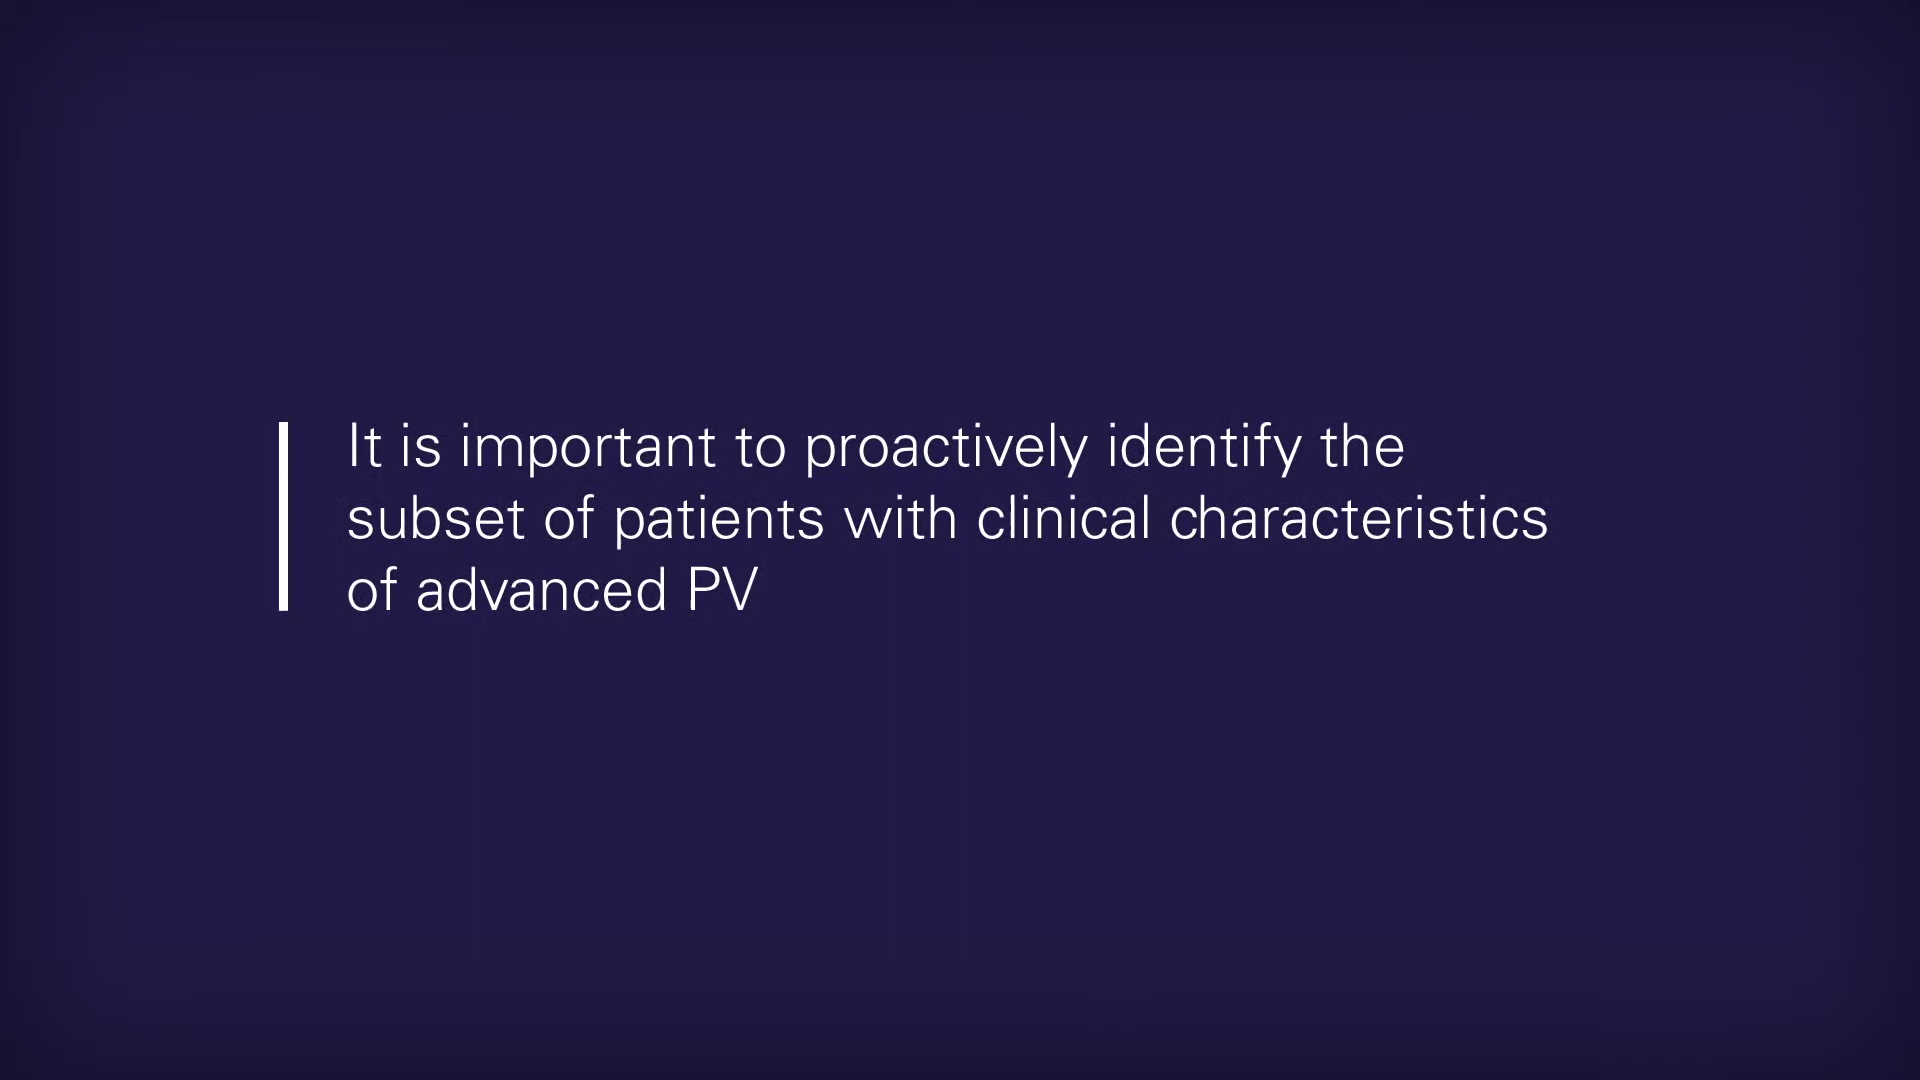 It is important to proactively identify the
subset of patients with clinical characteristics
of advanced PV